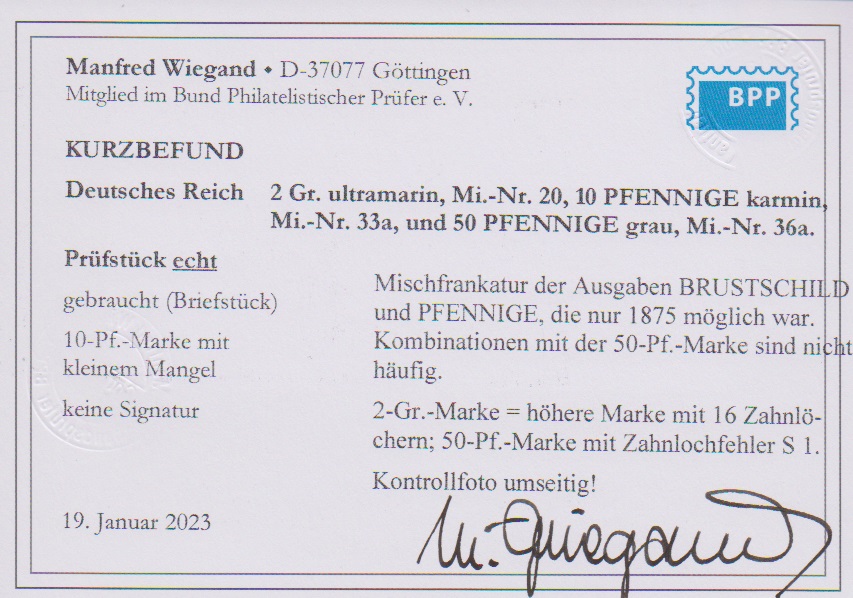 Manfred Wiegand • D-37077 Göttingen
Mitglied im Bund Philatelistischer Prüfer e. V.
BPP
KURZBEFUND
Deutsches Reich 2 Gr. ultramarin, Mi.-Nr. 20, 10 PFENNIGE karmin,
Mi.-Nr. 33a, und 50 PFENNIGE grau, Mi.-Nr. 36a.
Prüfstück echt
gebraucht (Briefstück)
10-Pf.-Marke mit
kleinem Mangel
keine Signatur
Mischfrankatur der Ausgaben BRUSTSCHILD
und PFENNIGE, die nur 1875 möglich war.
Kombinationen mit der 50-Pf.-Marke sind nicht
häufig.
2-Gr.-Marke = höhere Marke mit 16 Zahnlö-
chern; 50-Pf.-Marke mit Zahnlochfehler S 1.
Kontrollfoto umseitig!
19. Januar 2023
M. Wiegand